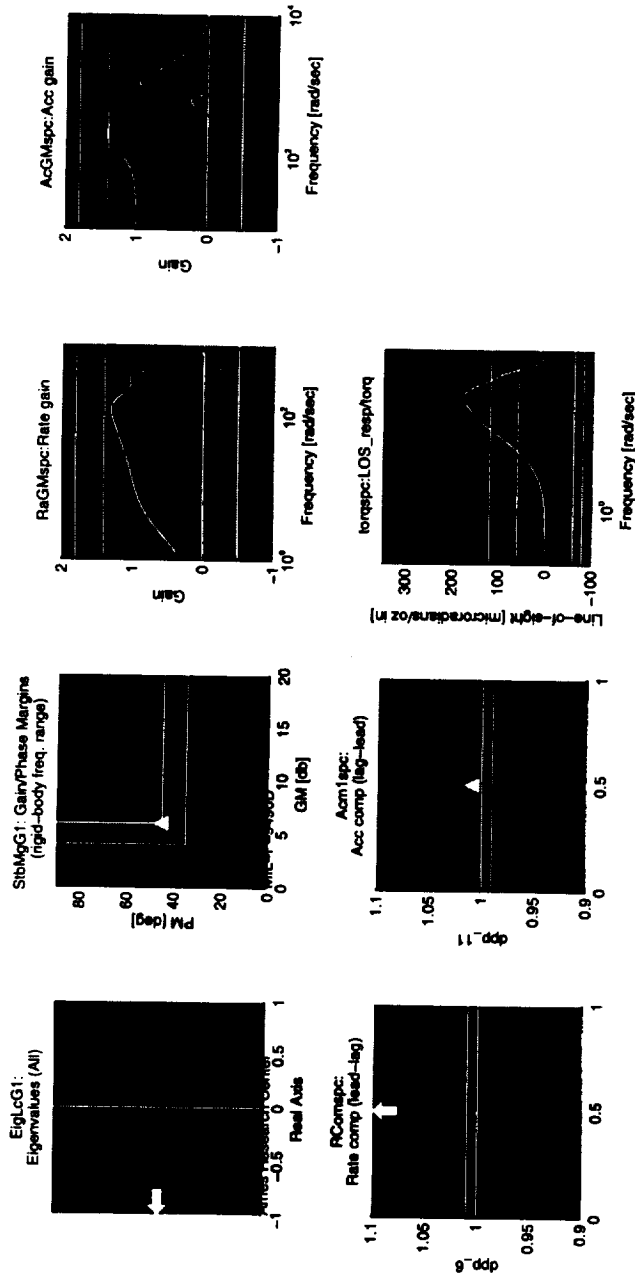 EigLcG1:
Eigenvalues (All)
Ames Research Center
-1
-0.5
0
0.5
1
Real Axis
StbMgG1: Gain/Phase Margins
(rigid-body freq. range)
PM [deg]
80
60
40
20
0
0
5
10
15
20
GM [db]
RaGMspc:Rate gain
Gain
2
1
0
-1
10⁰
10²
Frequency [rad/sec]
AcGMspc:Acc gain
Gain
2
1
0
-1
10²
10⁴
Frequency [rad/sec]
RComspc:
Rate comp (lead-lag)
dpp_6
1.1
1.05
1
0.95
0.9
0
0.5
1
Acm1spc:
Acc comp (lag-lead)
dpp_11
1.1
1.05
1
0.95
0.9
0
0.5
1
torqspc:LOS_resp/torq
Line-of-sight [microradians/oz in]
300
200
100
0
-100
10⁰
Frequency [rad/sec]